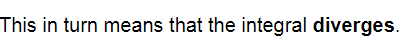 This in turn means that the integral diverges.